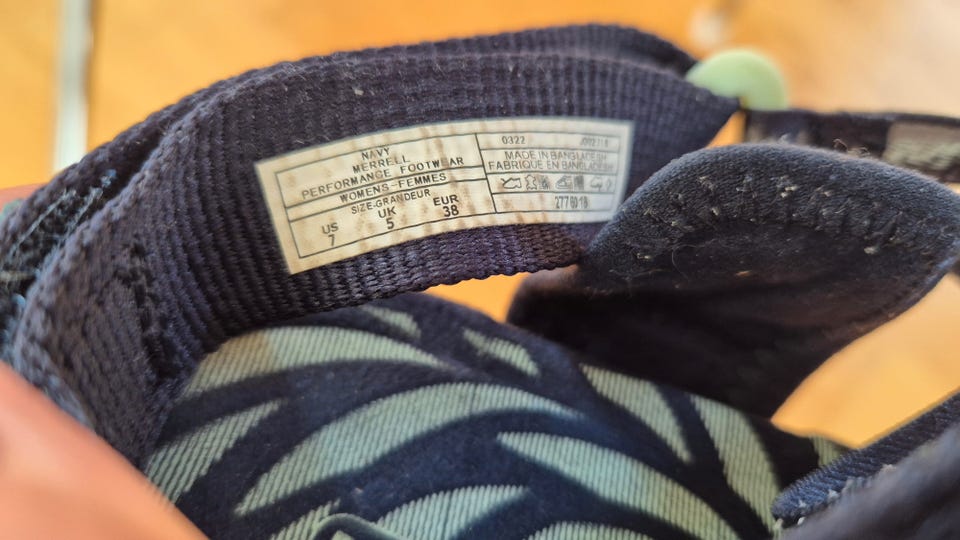 NAVY
MERRELL
PERFORMANCE FOOTWEAR
WOMENS-FEMMES
SIZE-GRANDEUR
US UK EUR
7 5 38
0322
MADE IN BANGLADESH
FABRIQUE EN BANGLADESH